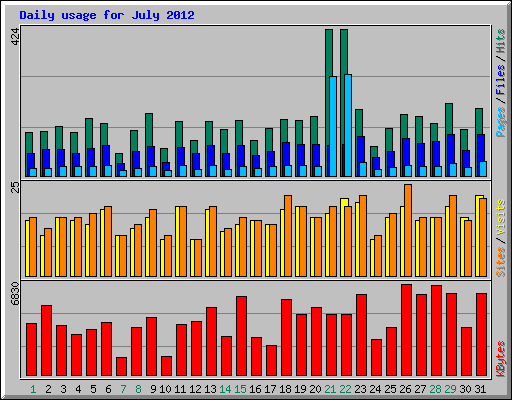 Daily usage for July 2012
424
Pages/Files/Hits
25
Sites/Visits
6830
KBytes
1 2 3 4 5 6 7 8 9 10 11 12 13 14 15 16 17 18 19 20 21 22 23 24 25 26 27 28 29 30 31